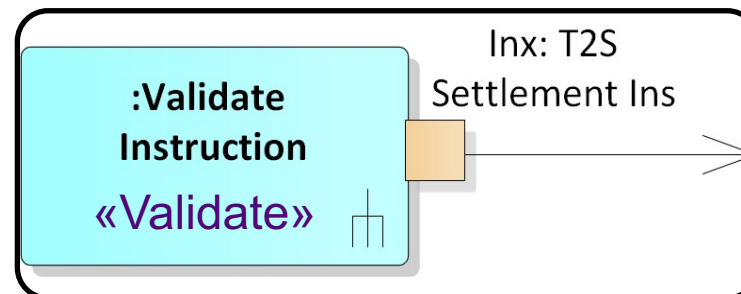 :Validate
Instruction
«Validate»
Inx: T2S
Settlement Ins